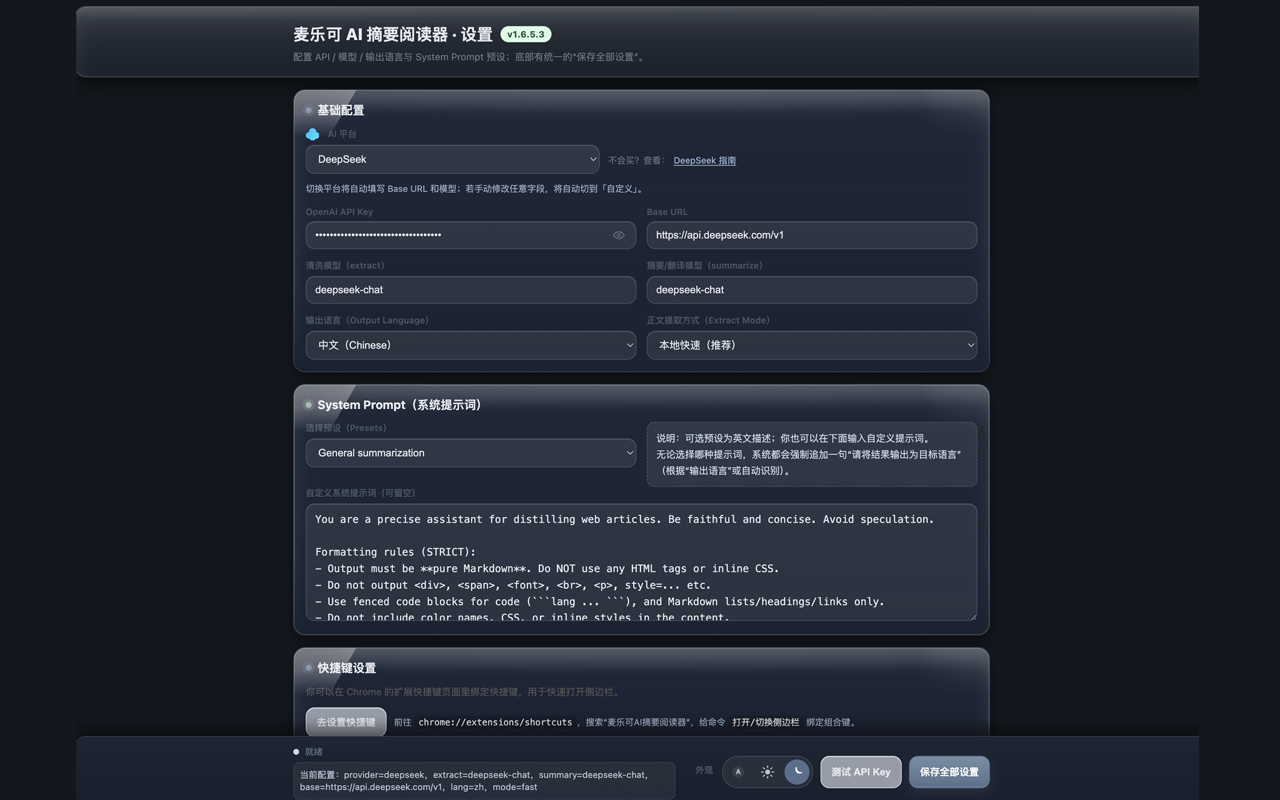 麦乐可 AI 摘要阅读器 · 设置 v1.6.5.3
配置 API / 模型 / 输出语言与 System Prompt 预设；底部有统一的“保存全部设置”。
基础配置
AI 平台
DeepSeek
不会买？查看： DeepSeek 指南
切换平台将自动填写 Base URL 和模型；若手动修改任意字段，将自动切到「自定义」。
OpenAI API Key
Base URL
••••••••••••••••••••••••••••••••••
https://api.deepseek.com/v1
清洗模型（extract）
摘要/翻译模型（summarize）
deepseek-chat
deepseek-chat
输出语言（Output Language）
正文提取方式（Extract Mode）
中文（Chinese）
本地快速（推荐）
System Prompt（系统提示词）
选择预设（Presets）
General summarization
说明：可选预设为英文描述；你也可以在下面输入自定义提示词。
无论选择哪种提示词，系统都会强制追加一句“请将结果输出为目标语言”
（根据“输出语言”或自动识别）。
自定义系统提示词（可留空）
You are a precise assistant for distilling web articles. Be faithful and concise. Avoid speculation.
Formatting rules (STRICT):
– Output must be **pure Markdown**. Do NOT use any HTML tags or inline CSS.
– Do not output <div>, <span>, <font>, <br>, <p>, style=... etc.
– Use fenced code blocks for code (```lang ... ```), and Markdown lists/headings/links only.
– Do not include color names, CSS, or inline styles in the content.
快捷键设置
你可以在 Chrome 的扩展快捷键页面里绑定快捷键，用于快速打开侧边栏。
去设置快捷键
前往 chrome://extensions/shortcuts ，搜索“麦乐可AI摘要阅读器”，给命令 打开/切换侧边栏 绑定组合键。
就绪
当前配置：provider=deepseek，extract=deepseek-chat，summary=deepseek-chat，
base=https://api.deepseek.com/v1，lang=zh，mode=fast
外观
A
测试 API Key
保存全部设置